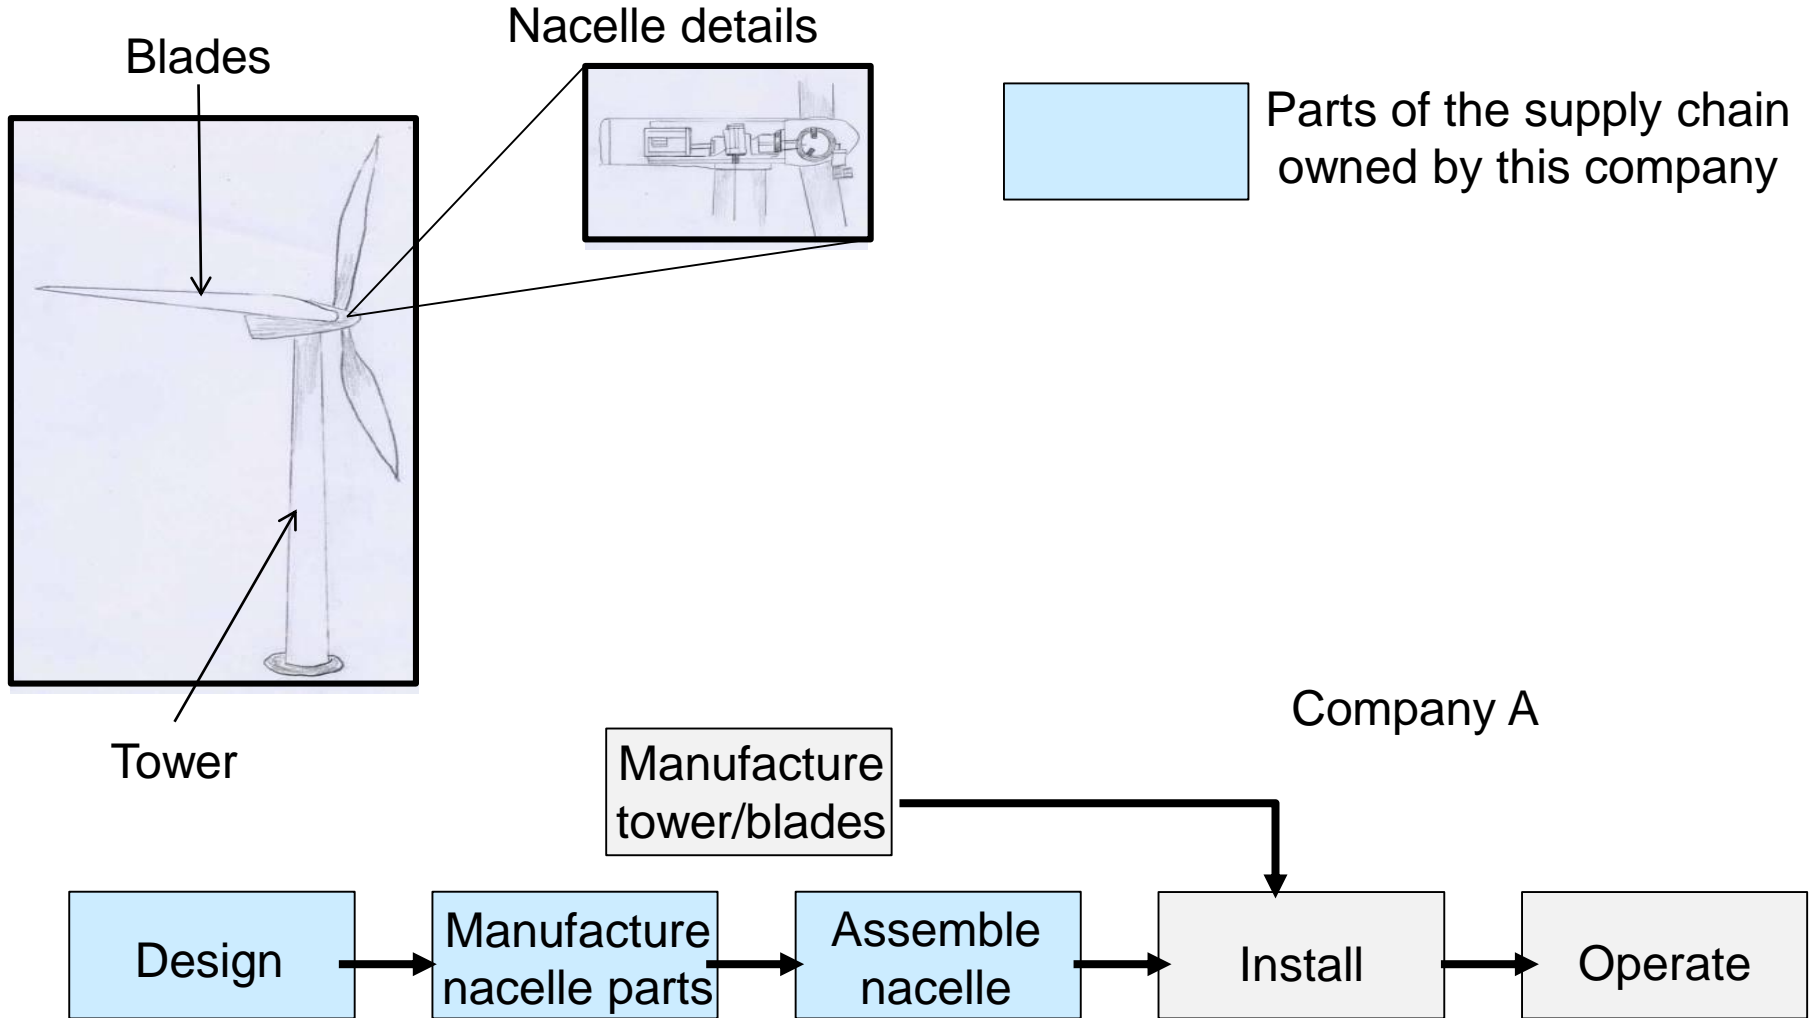 Nacelle details
Blades
Parts of the supply chain
owned by this company
Tower
Company A
Manufacture
tower/blades
Design
Manufacture
nacelle parts
Assemble
nacelle
Install
Operate